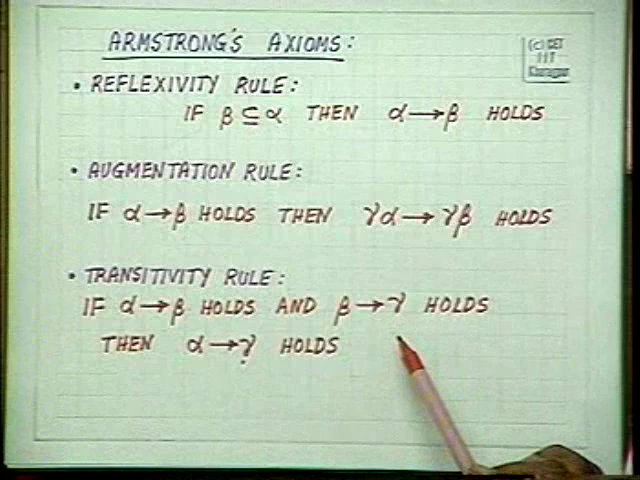 ARMSTRONG'S AXIOMS:
(C) CET
IIT
Kharagpur
• REFLEXIVITY RULE:
IF β ⊆ α THEN α → β HOLDS
• AUGMENTATION RULE:
IF α → β HOLDS THEN γα → γβ HOLDS
• TRANSITIVITY RULE:
IF α → β HOLDS AND β → γ HOLDS
THEN α → γ HOLDS